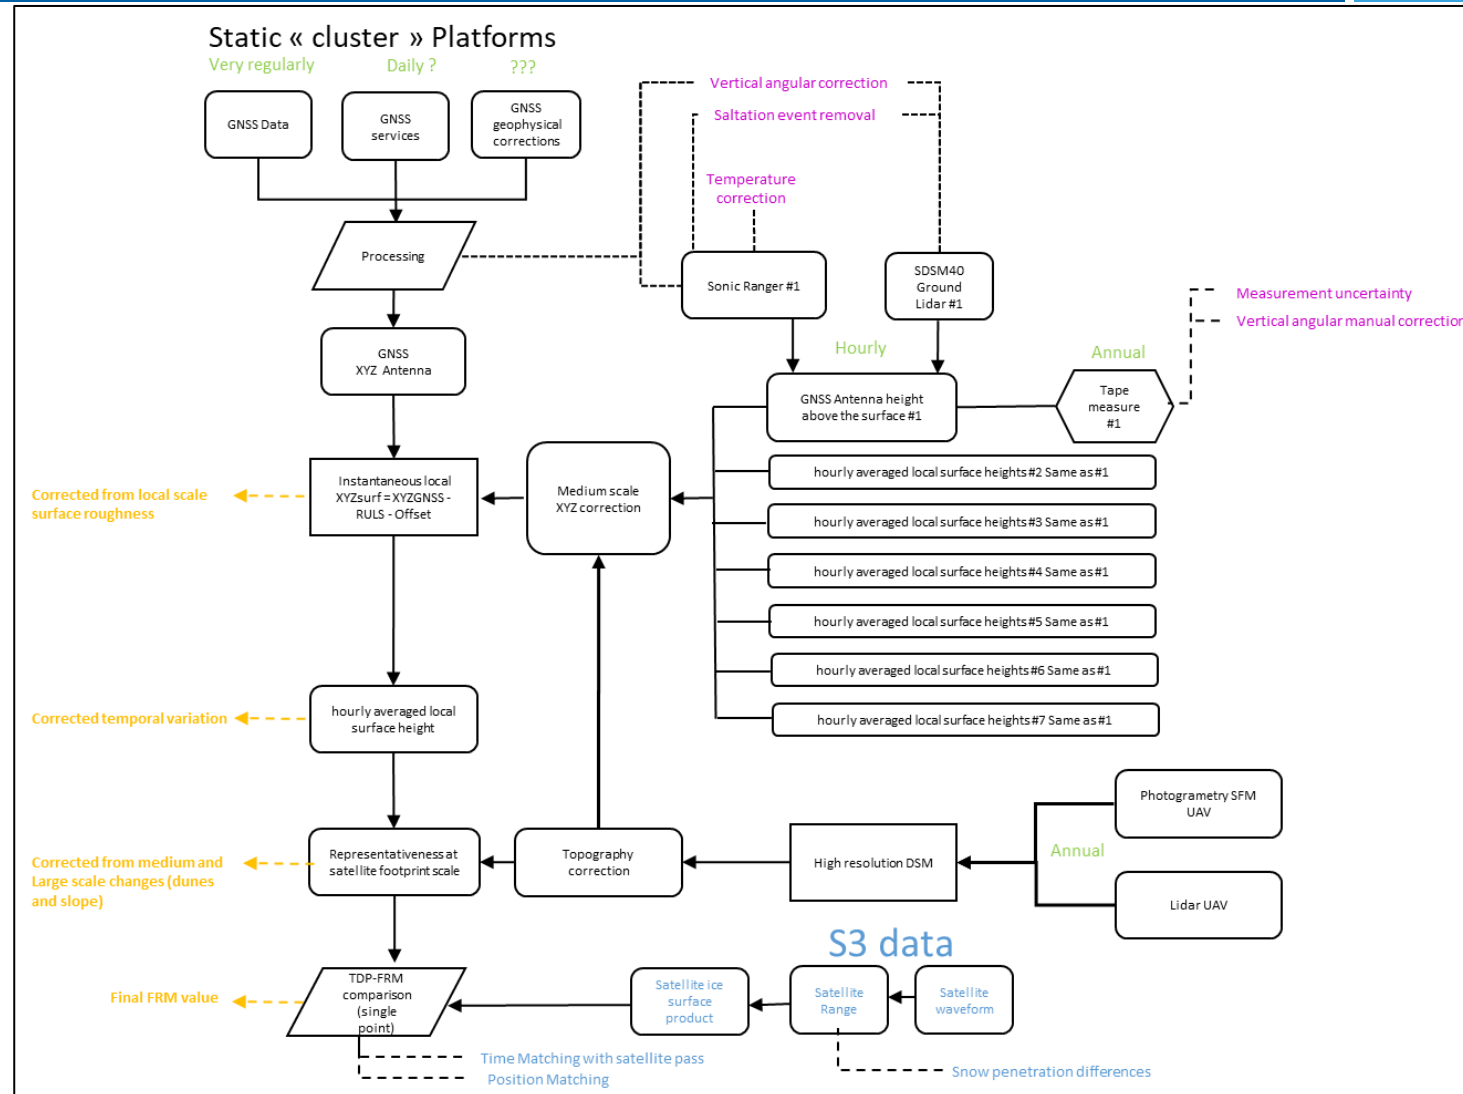 Static « cluster » Platforms
Very regularly
Daily ?
???
GNSS Data
GNSS
services
GNSS
geophysical
corrections
Vertical angular correction
Saltation event removal
Temperature
correction
Processing
Sonic Ranger #1
SDSM40
Ground
Lidar #1
Measurement uncertainty
Vertical angular manual correction
Hourly
Annual
GNSS
XYZ Antenna
GNSS Antenna height
above the surface #1
Tape
measure
#1
Instantaneous local
XYZsurf = XYZGNSS -
RULS - Offset
Medium scale
XYZ correction
Corrected from local scale
surface roughness
hourly averaged local surface heights #2 Same as #1
hourly averaged local surface heights #3 Same as #1
hourly averaged local surface heights #4 Same as #1
hourly averaged local surface heights #5 Same as #1
hourly averaged local surface heights #6 Same as #1
hourly averaged local surface heights #7 Same as #1
Corrected temporal variation
hourly averaged local
surface height
Photogrametry SFM
UAV
Annual
Lidar UAV
Corrected from medium and
Large scale changes (dunes
and slope)
Representativeness at
satellite footprint scale
Topography
correction
High resolution DSM
S3 data
Final FRM value
TDP-FRM
comparison
(single
point)
Satellite ice
surface
product
Satellite
Range
Satellite
waveform
Time Matching with satellite pass
Position Matching
Snow penetration differences